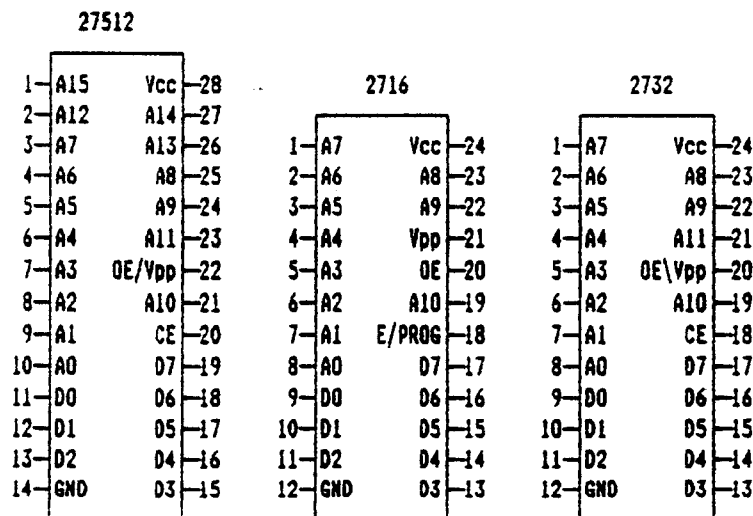 27512
1 A15 Vcc 28
2 A12 A14 27
3 A7 A13 26
4 A6 A8 25
5 A5 A9 24
6 A4 A11 23
7 A3 OE/Vpp 22
8 A2 A10 21
9 A1 CE 20
10 A0 D7 19
11 D0 D6 18
12 D1 D5 17
13 D2 D4 16
14 GND D3 15
2716
1 A7 Vcc 24
2 A6 A8 23
3 A5 A9 22
4 A4 Vpp 21
5 A3 OE 20
6 A2 A10 19
7 A1 E/PROG 18
8 A0 D7 17
9 D0 D6 16
10 D1 D5 15
11 D2 D4 14
12 GND D3 13
2732
1 A7 Vcc 24
2 A6 A8 23
3 A5 A9 22
4 A4 A11 21
5 A3 OE\Vpp 20
6 A2 A10 19
7 A1 CE 18
8 A0 D7 17
9 D0 D6 16
10 D1 D5 15
11 D2 D4 14
12 GND D3 13